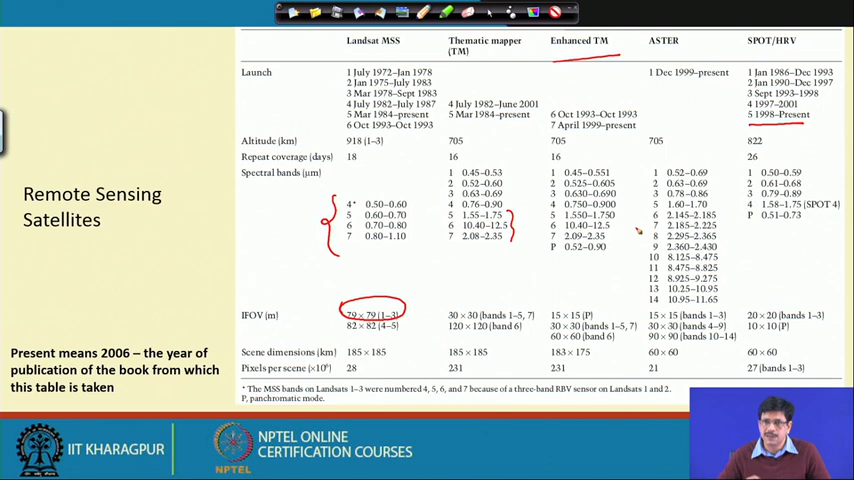 Remote Sensing
Satellites
Landsat MSS Thematic mapper (TM) Enhanced TM ASTER SPOT/HRV
Launch 1 July 1972–Jan 1978 1 Dec 1999–present 1 Jan 1986–Dec 1993
2 Jan 1975–July 1983 2 Jan 1990–Dec 1997
3 Mar 1978–Sept 1983 3 Sept 1993–1998
4 July 1982–July 1987 4 July 1982–June 2001 4 1997–2001
5 Mar 1984–present 5 Mar 1984–present 6 Oct 1993–Oct 1993 5 1998–Present
6 Oct 1993–Oct 1993 7 April 1999–present
Altitude (km) 918 (1–3) 705 705 705 822
Repeat coverage (days) 18 16 16 26
Spectral bands (μm) 1 0.45–0.53 1 0.45–0.551 1 0.52–0.69 1 0.50–0.59
2 0.52–0.60 2 0.525–0.605 2 0.63–0.69 2 0.61–0.68
3 0.63–0.69 3 0.630–0.690 3 0.78–0.86 3 0.79–0.89
4* 0.50–0.60 4 0.76–0.90 4 0.750–0.900 4 1.60–1.70 4 1.58–1.75 (SPOT 4)
5 0.60–0.70 5 1.55–1.75 5 1.550–1.750 5 1.60–1.70 P 0.51–0.73
6 0.70–0.80 6 10.40–12.5 6 10.40–12.5 6 2.145–2.185
7 0.80–1.10 7 2.08–2.35 7 2.09–2.35 7 2.185–2.225
P 0.52–0.90 8 2.295–2.365
9 2.360–2.430
10 8.125–8.475
11 8.475–8.825
12 8.925–9.275
13 10.25–10.95
14 10.95–11.65
IFOV (m) 79 × 79 (1–3) 30 × 30 (bands 1–5, 7) 15 × 15 (P) 15 × 15 (bands 1–3) 20 × 20 (bands 1–3)
82 × 82 (4–5) 120 × 120 (band 6) 30 × 30 (bands 1–5, 7) 30 × 30 (bands 4–9) 10 × 10 (P)
60 × 60 (band 6) 90 × 90 (bands 10–14)
Scene dimensions (km) 185 × 185 185 × 185 183 × 175 60 × 60 60 × 60
Pixels per scene (×10⁶) 28 231 231 21 27 (bands 1–3)
* The MSS bands on Landsats 1–3 were numbered 4, 5, 6, and 7 because of a three-band RBV sensor on Landsats 1 and 2.
P, panchromatic mode.
Present means 2006 – the year of
publication of the book from which
this table is taken
IIT KHARAGPUR
NPTEL
NPTEL ONLINE
CERTIFICATION COURSES